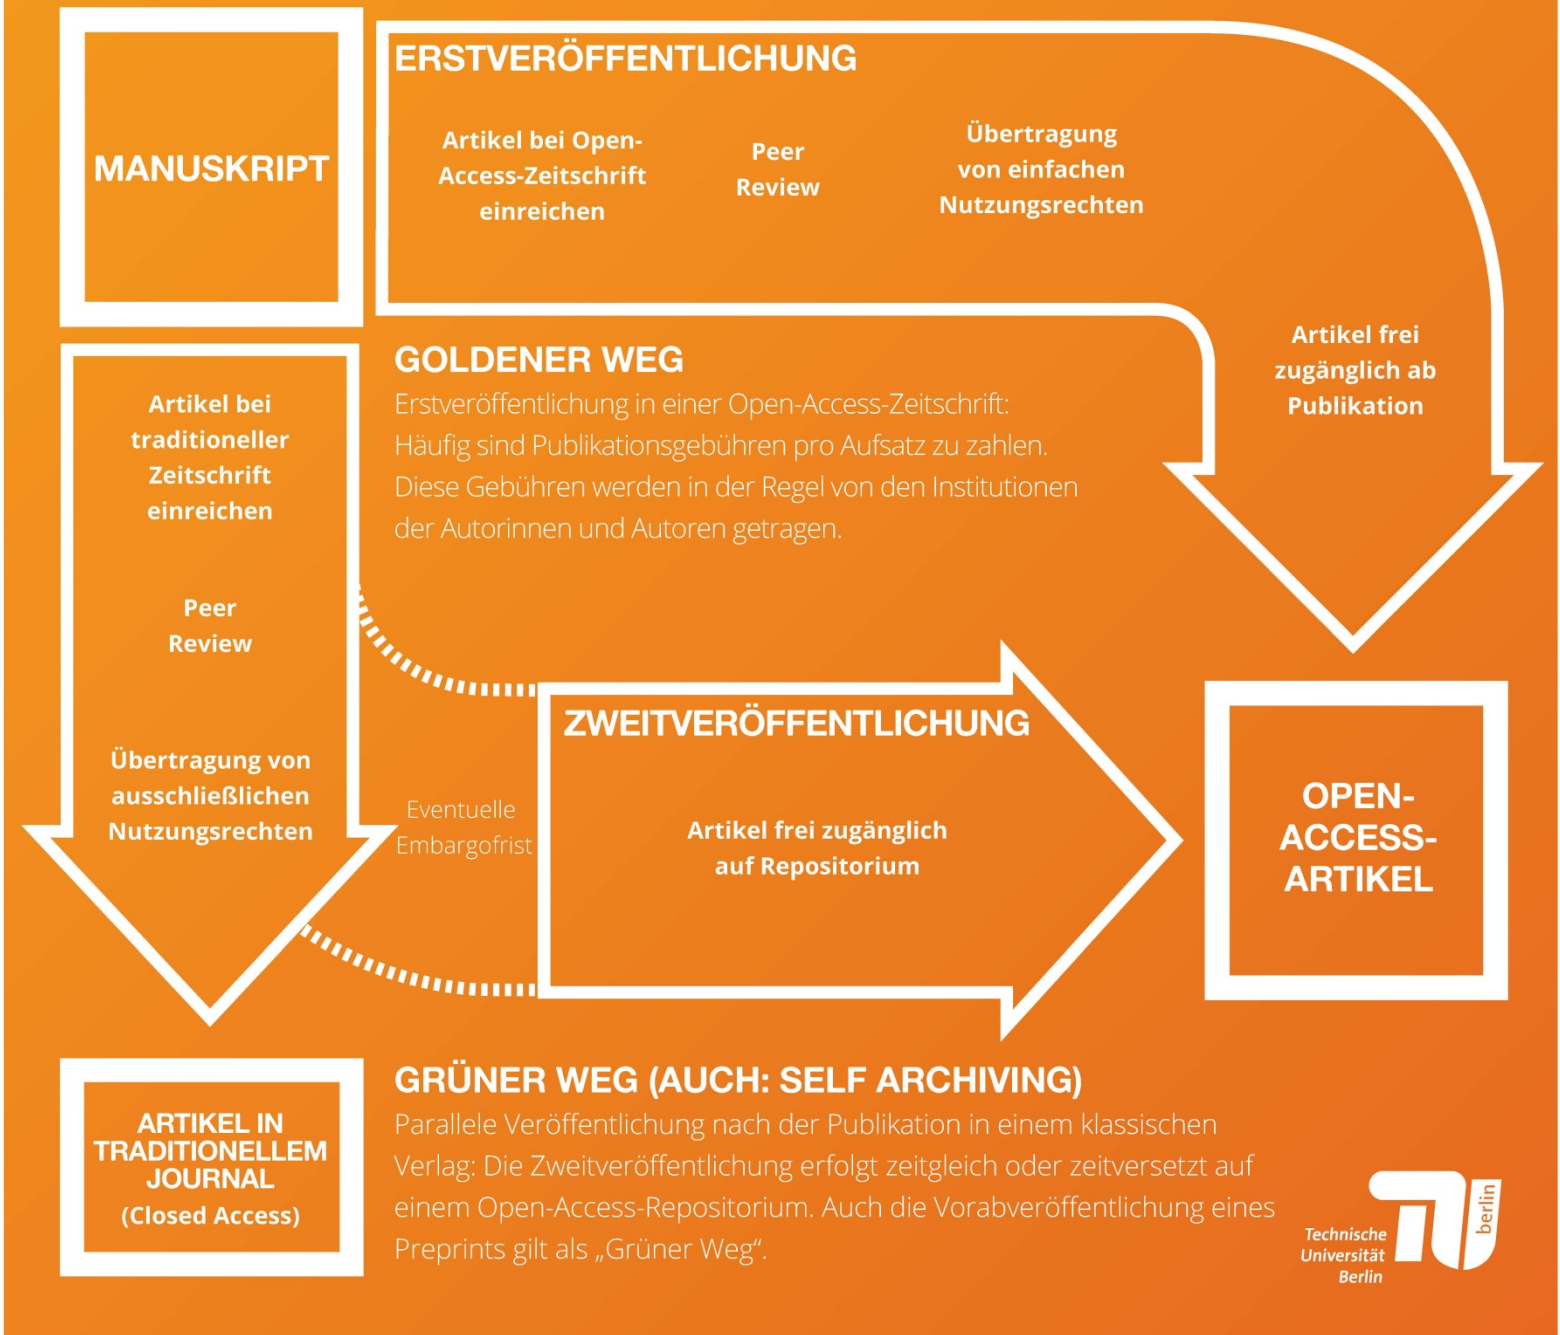 MANUSKRIPT
ERSTVERÖFFENTLICHUNG
Artikel bei Open-
Access-Zeitschrift
einreichen
Peer
Review
Übertragung
von einfachen
Nutzungsrechten
Artikel frei
zugänglich ab
Publikation
GOLDENER WEG
Erstveröffentlichung in einer Open-Access-Zeitschrift:
Häufig sind Publikationsgebühren pro Aufsatz zu zahlen.
Diese Gebühren werden in der Regel von den Institutionen
der Autorinnen und Autoren getragen.
Artikel bei
traditioneller
Zeitschrift
einreichen
Peer
Review
Übertragung von
ausschließlichen
Nutzungsrechten
Eventuelle
Embargofrist
ZWEITVERÖFFENTLICHUNG
Artikel frei zugänglich
auf Repositorium
OPEN-
ACCESS-
ARTIKEL
ARTIKEL IN
TRADITIONELLEM
JOURNAL
(Closed Access)
GRÜNER WEG (AUCH: SELF ARCHIVING)
Parallele Veröffentlichung nach der Publikation in einem klassischen
Verlag: Die Zweitveröffentlichung erfolgt zeitgleich oder zeitversetzt auf
einem Open-Access-Repositorium. Auch die Vorabveröffentlichung eines
Preprints gilt als „Grüner Weg“.
Technische
Universität
Berlin
berlin